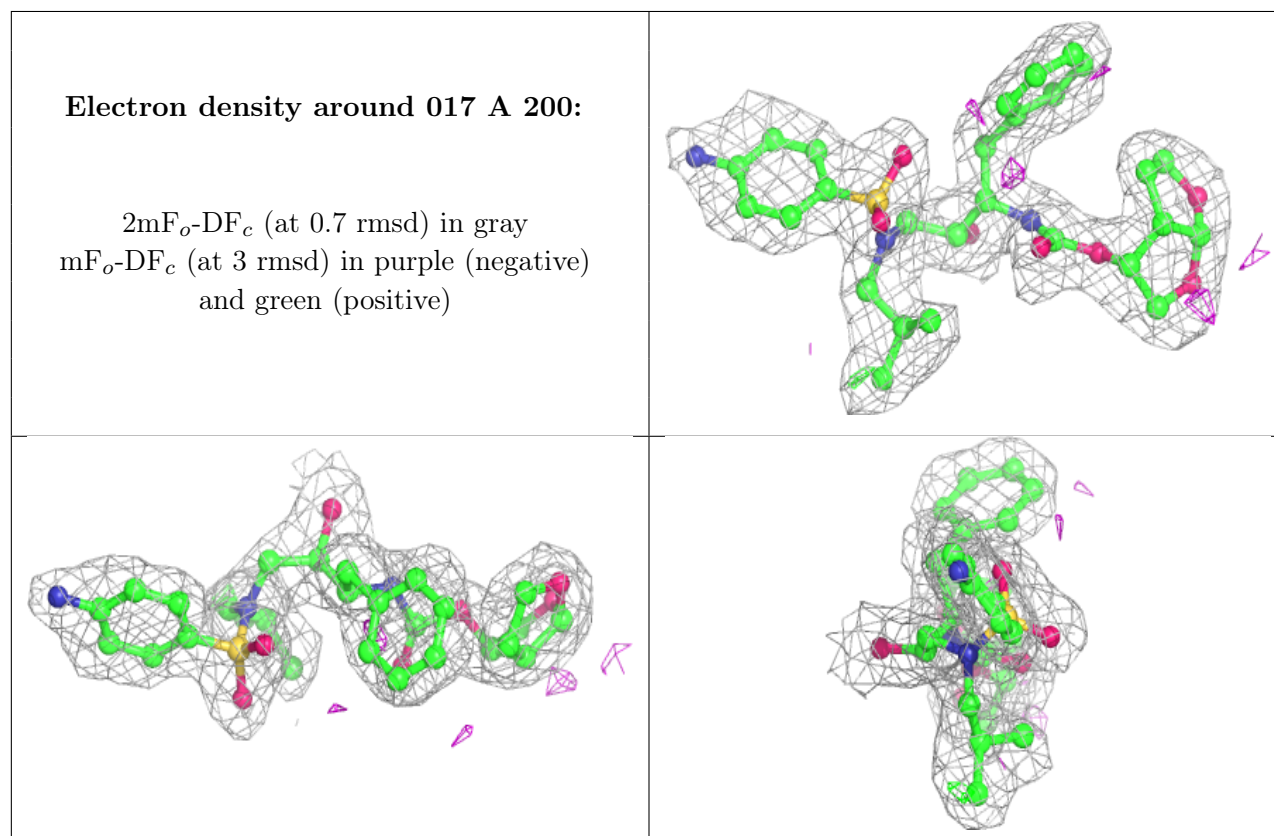 Electron density around 017 A 200:
2mFo-DFc (at 0.7 rmsd) in gray
mFo-DFc (at 3 rmsd) in purple (negative)
and green (positive)